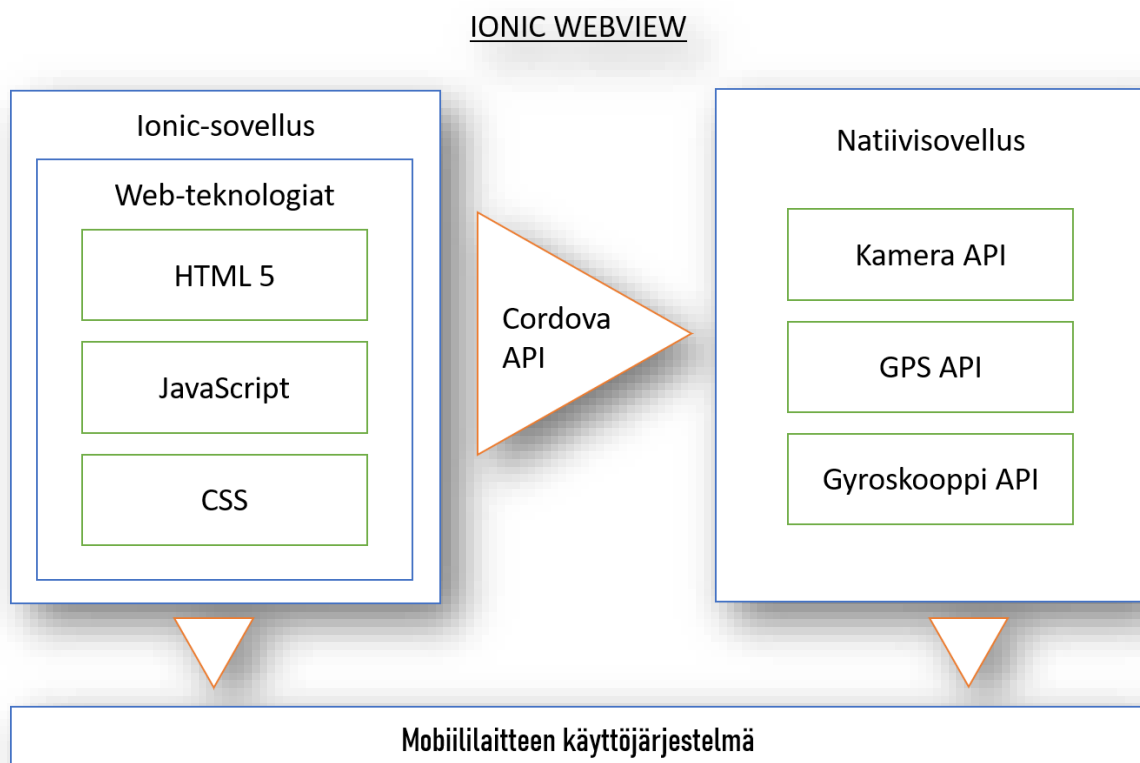 IONIC WEBVIEW
Ionic-sovellus
Web-teknologiat
HTML 5
JavaScript
CSS
Cordova
API
Natiivisovellus
Kamera API
GPS API
Gyroskooppi API
Mobiililaitteen käyttöjärjestelmä